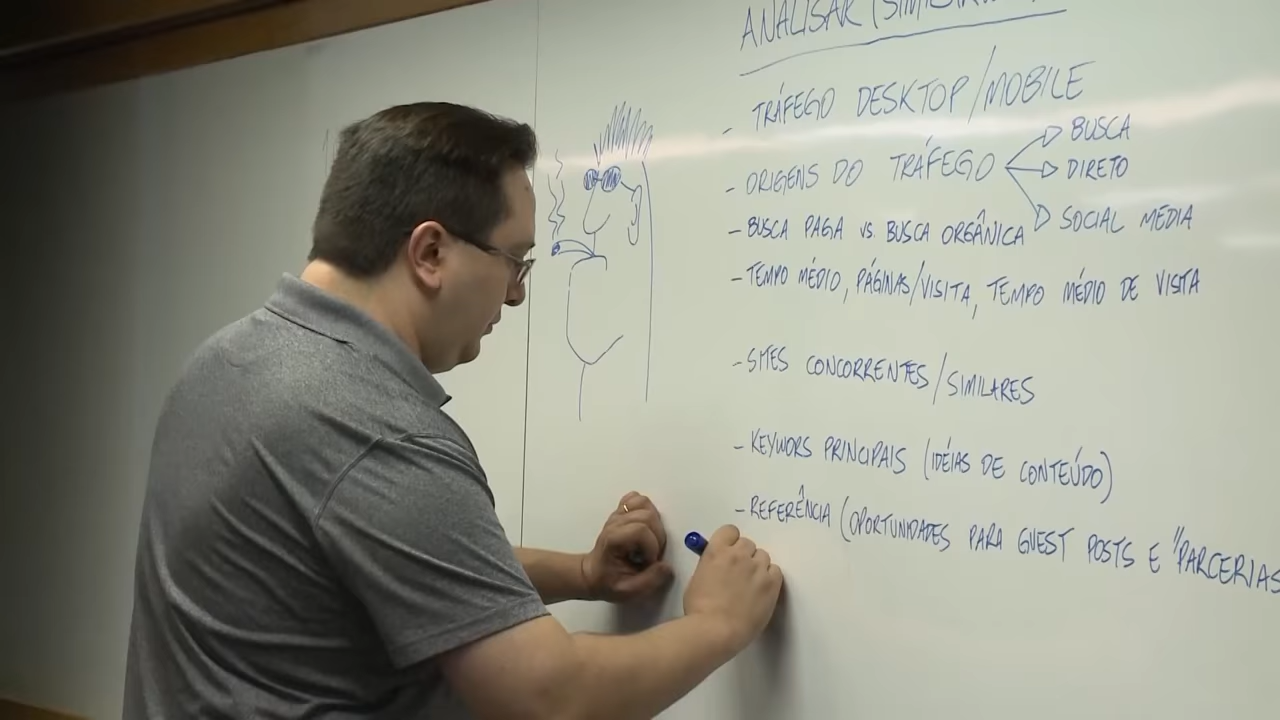 ANALISAR
- TRÁFEGO DESKTOP/MOBILE
- ORIGENS DO TRÁFEGO
BUSCA
DIRETO
SOCIAL MEDIA
- BUSCA PAGA VS. BUSCA ORGÂNICA
- TEMPO MÉDIO, PÁGINAS/VISITA, TEMPO MÉDIO DE VISITA
- SITES CONCORRENTES/SIMILARES
- KEYWORS PRINCIPAIS (IDÉIAS DE CONTEÚDO)
- REFERÊNCIA (OPORTUNIDADES PARA GUEST POSTS E "PARCERIAS